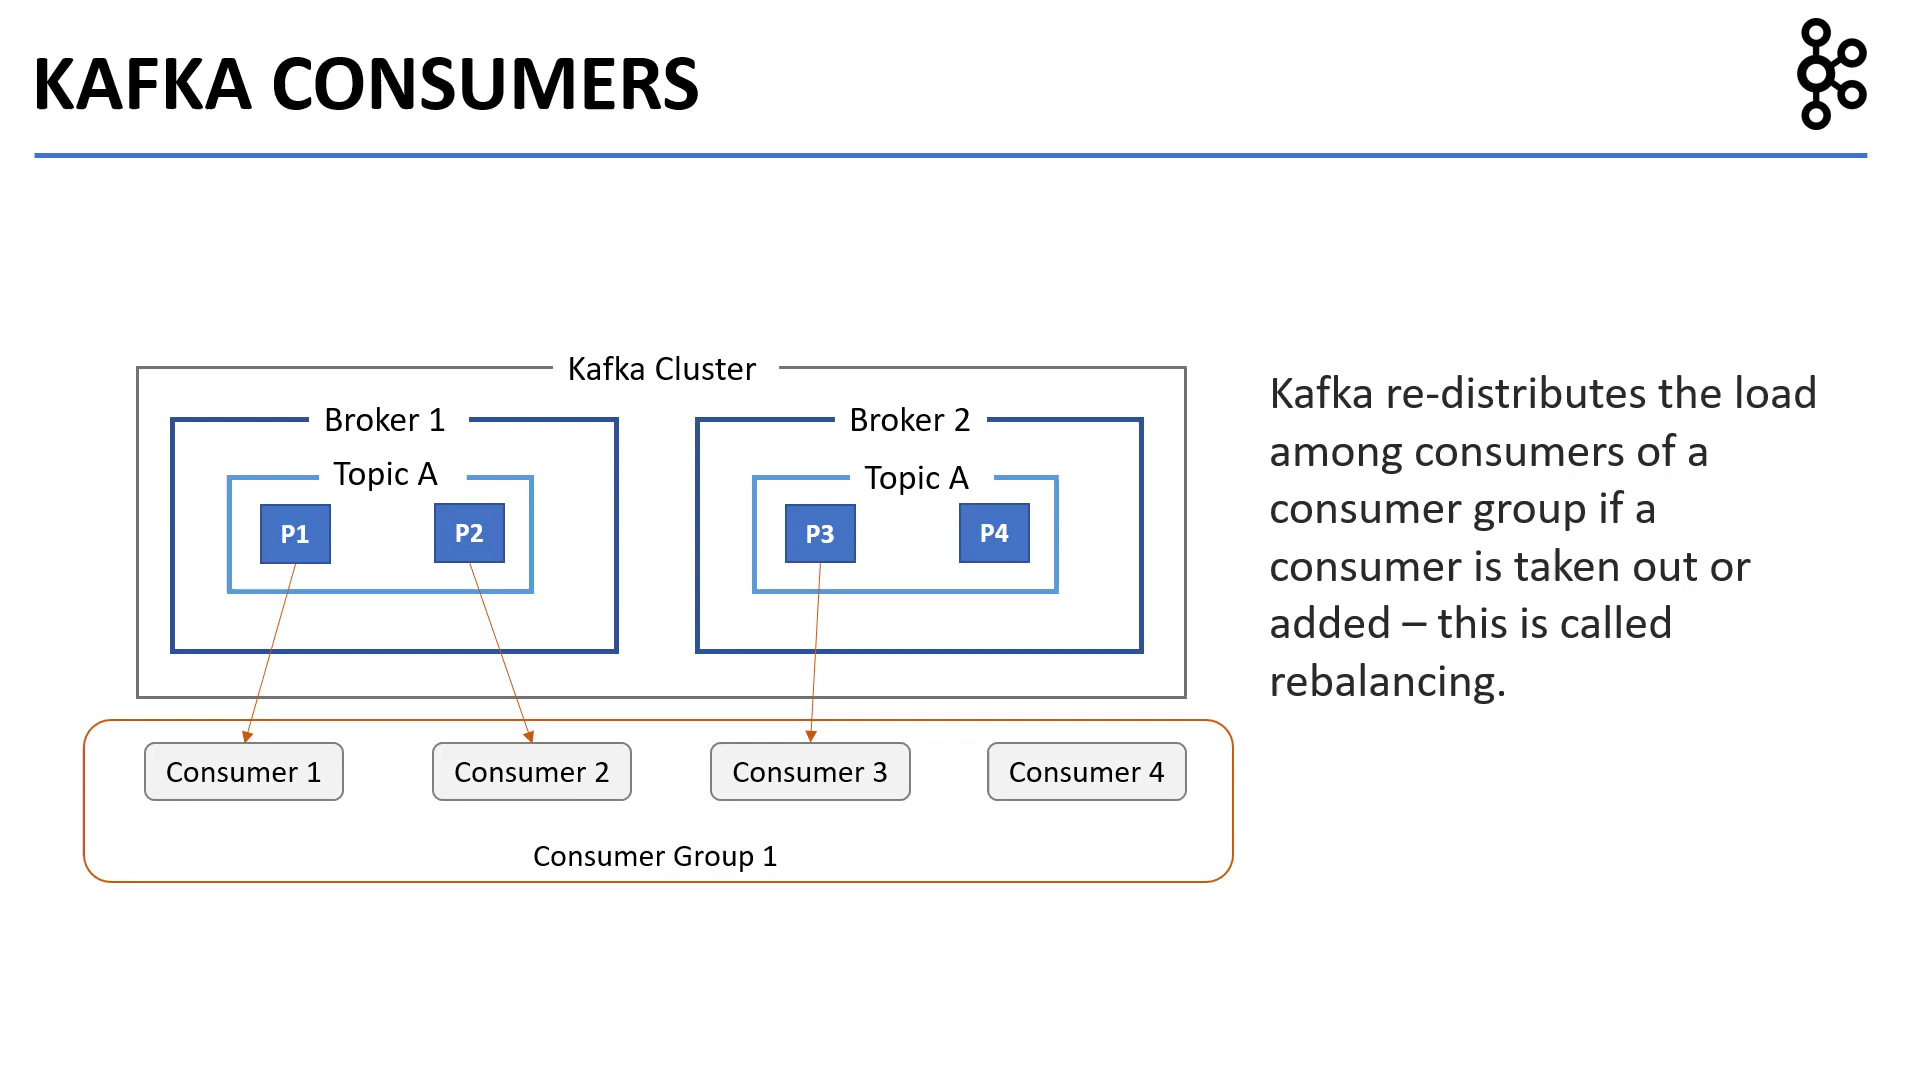 KAFKA CONSUMERS
Kafka Cluster
Broker 1
Broker 2
Topic A
Topic A
P1
P2
P3
P4
Consumer 1
Consumer 2
Consumer 3
Consumer 4
Consumer Group 1
Kafka re-distributes the load
among consumers of a
consumer group if a
consumer is taken out or
added – this is called
rebalancing.